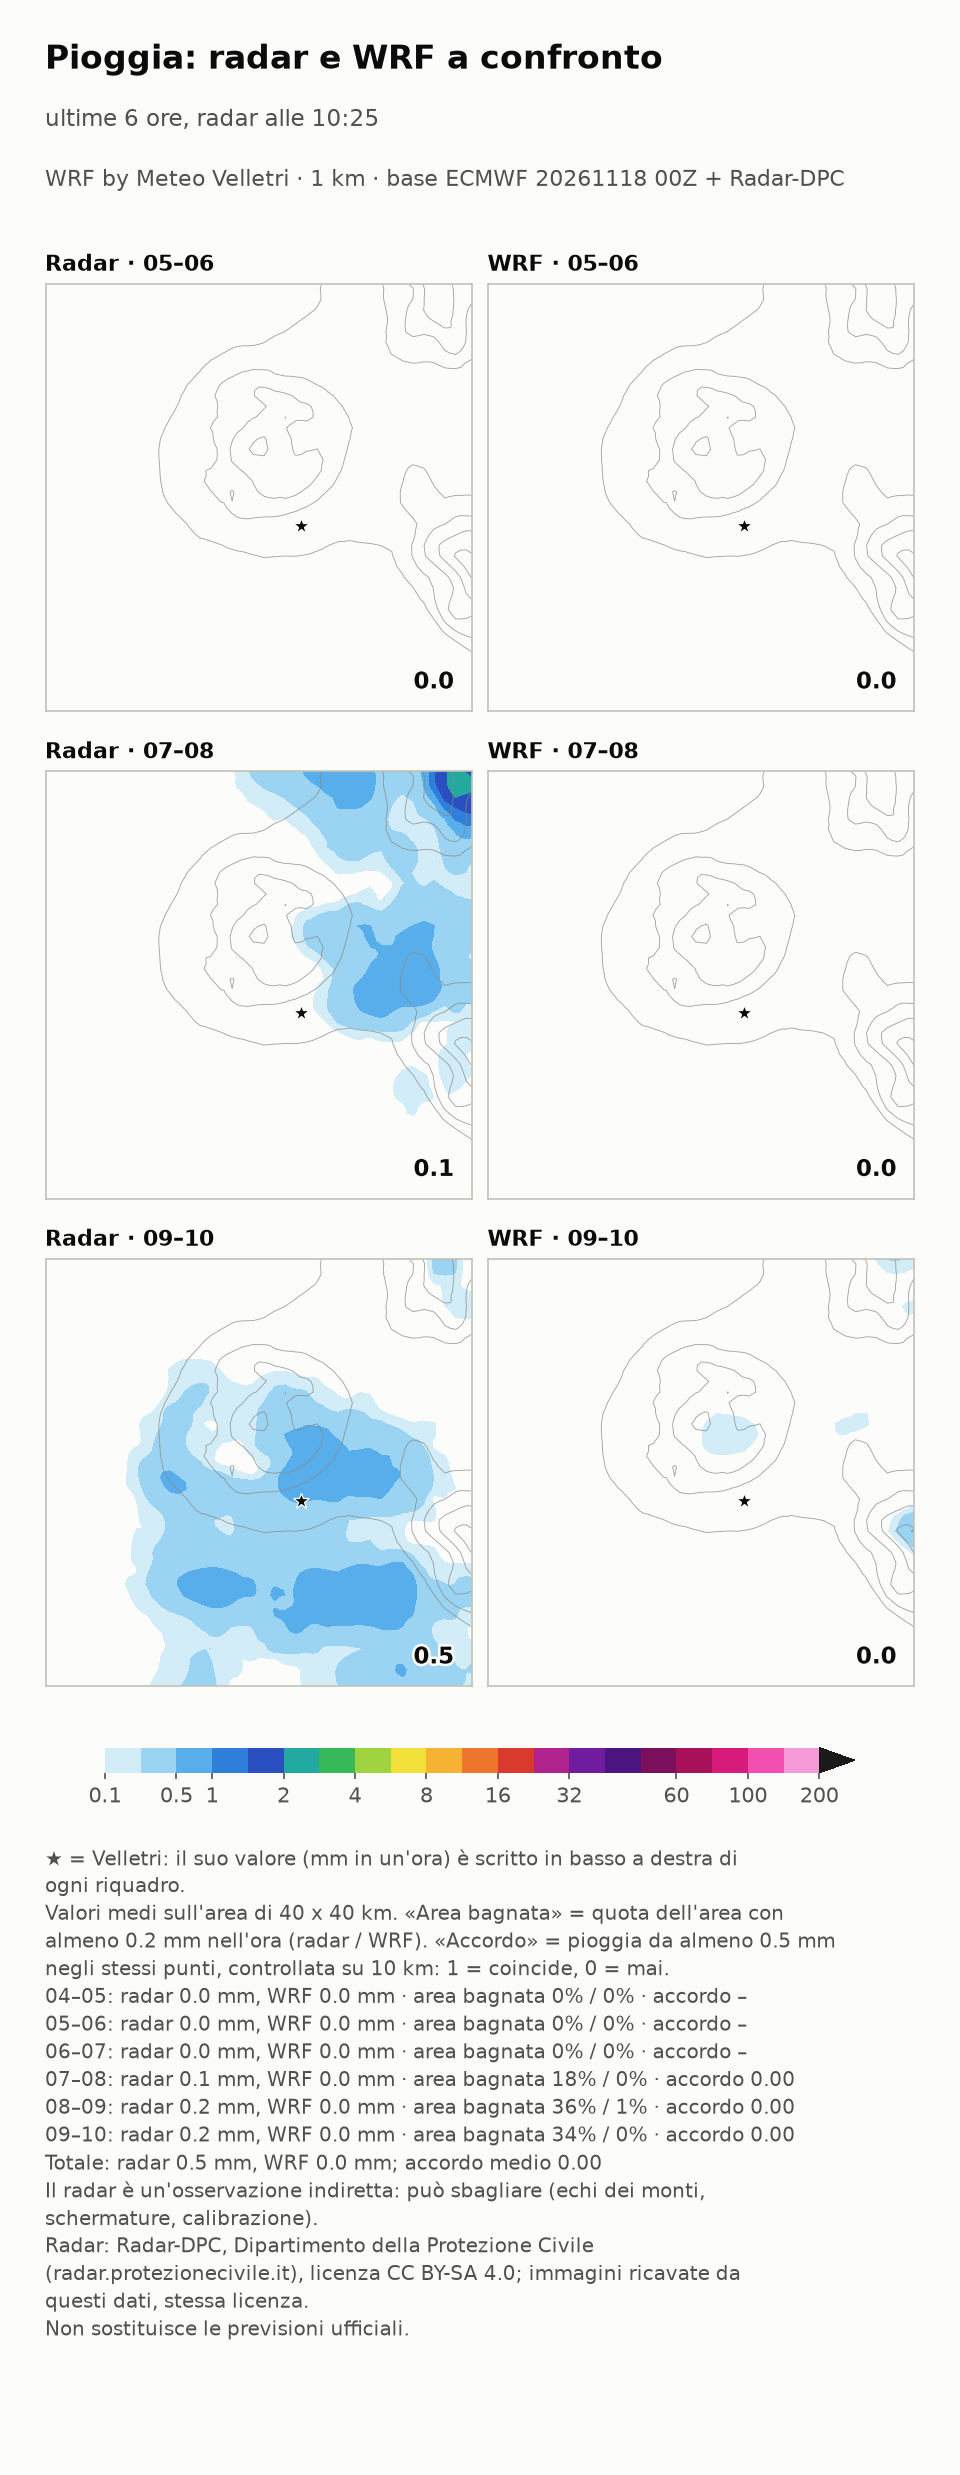 Pioggia: radar e WRF a confronto
ultime 6 ore, radar alle 10:25
WRF by Meteo Velletri · 1 km · base ECMWF 20261118 00Z + Radar-DPC
Radar · 05–06
WRF · 05–06
0.0
0.0
Radar · 07–08
WRF · 07–08
0.1
0.0
Radar · 09–10
WRF · 09–10
0.5
0.0
0.1 0.5 1 2 4 8 16 32 60 100 200
★ = Velletri: il suo valore (mm in un'ora) è scritto in basso a destra di
ogni riquadro.
Valori medi sull'area di 40 x 40 km. «Area bagnata» = quota dell'area con
almeno 0.2 mm nell'ora (radar / WRF). «Accordo» = pioggia da almeno 0.5 mm
negli stessi punti, controllata su 10 km: 1 = coincide, 0 = mai.
04–05: radar 0.0 mm, WRF 0.0 mm · area bagnata 0% / 0% · accordo –
05–06: radar 0.0 mm, WRF 0.0 mm · area bagnata 0% / 0% · accordo –
06–07: radar 0.0 mm, WRF 0.0 mm · area bagnata 0% / 0% · accordo –
07–08: radar 0.1 mm, WRF 0.0 mm · area bagnata 18% / 0% · accordo 0.00
08–09: radar 0.2 mm, WRF 0.0 mm · area bagnata 36% / 1% · accordo 0.00
09–10: radar 0.2 mm, WRF 0.0 mm · area bagnata 34% / 0% · accordo 0.00
Totale: radar 0.5 mm, WRF 0.0 mm; accordo medio 0.00
Il radar è un'osservazione indiretta: può sbagliare (echi dei monti,
schermature, calibrazione).
Radar: Radar-DPC, Dipartimento della Protezione Civile
(radar.protezionecivile.it), licenza CC BY-SA 4.0; immagini ricavate da
questi dati, stessa licenza.
Non sostituisce le previsioni ufficiali.